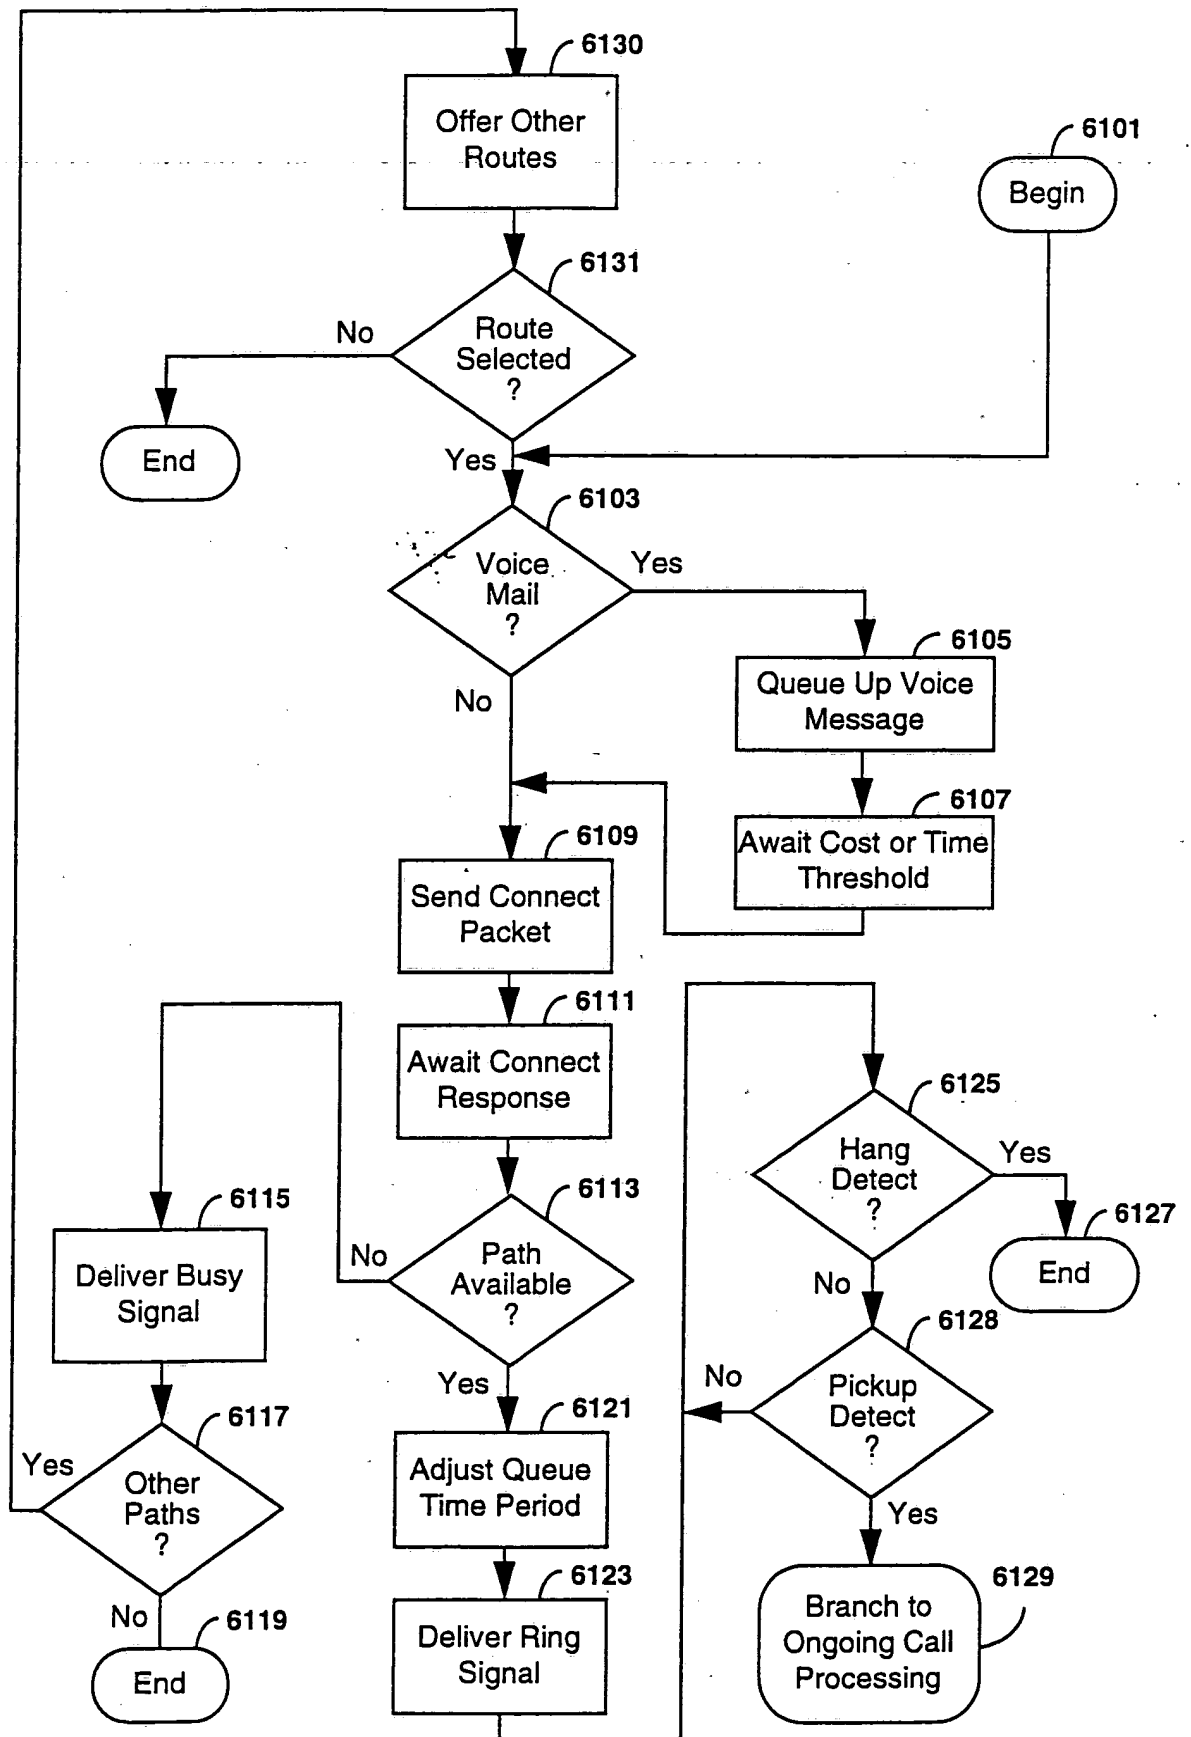 6130
Offer Other
Routes
6101
Begin
6131
Route
Selected
?
No
End
Yes
6103
Voice
Mail
?
Yes
No
6105
Queue Up Voice
Message
6107
Await Cost or Time
Threshold
6109
Send Connect
Packet
6111
Await Connect
Response
6113
Path
Available
?
No
Yes
6115
Deliver Busy
Signal
6117
Other
Paths
?
Yes
No
6119
End
6121
Adjust Queue
Time Period
6123
Deliver Ring
Signal
6125
Hang
Detect
?
Yes
6127
End
No
6128
Pickup
Detect
?
No
Yes
6129
Branch to
Ongoing Call
Processing